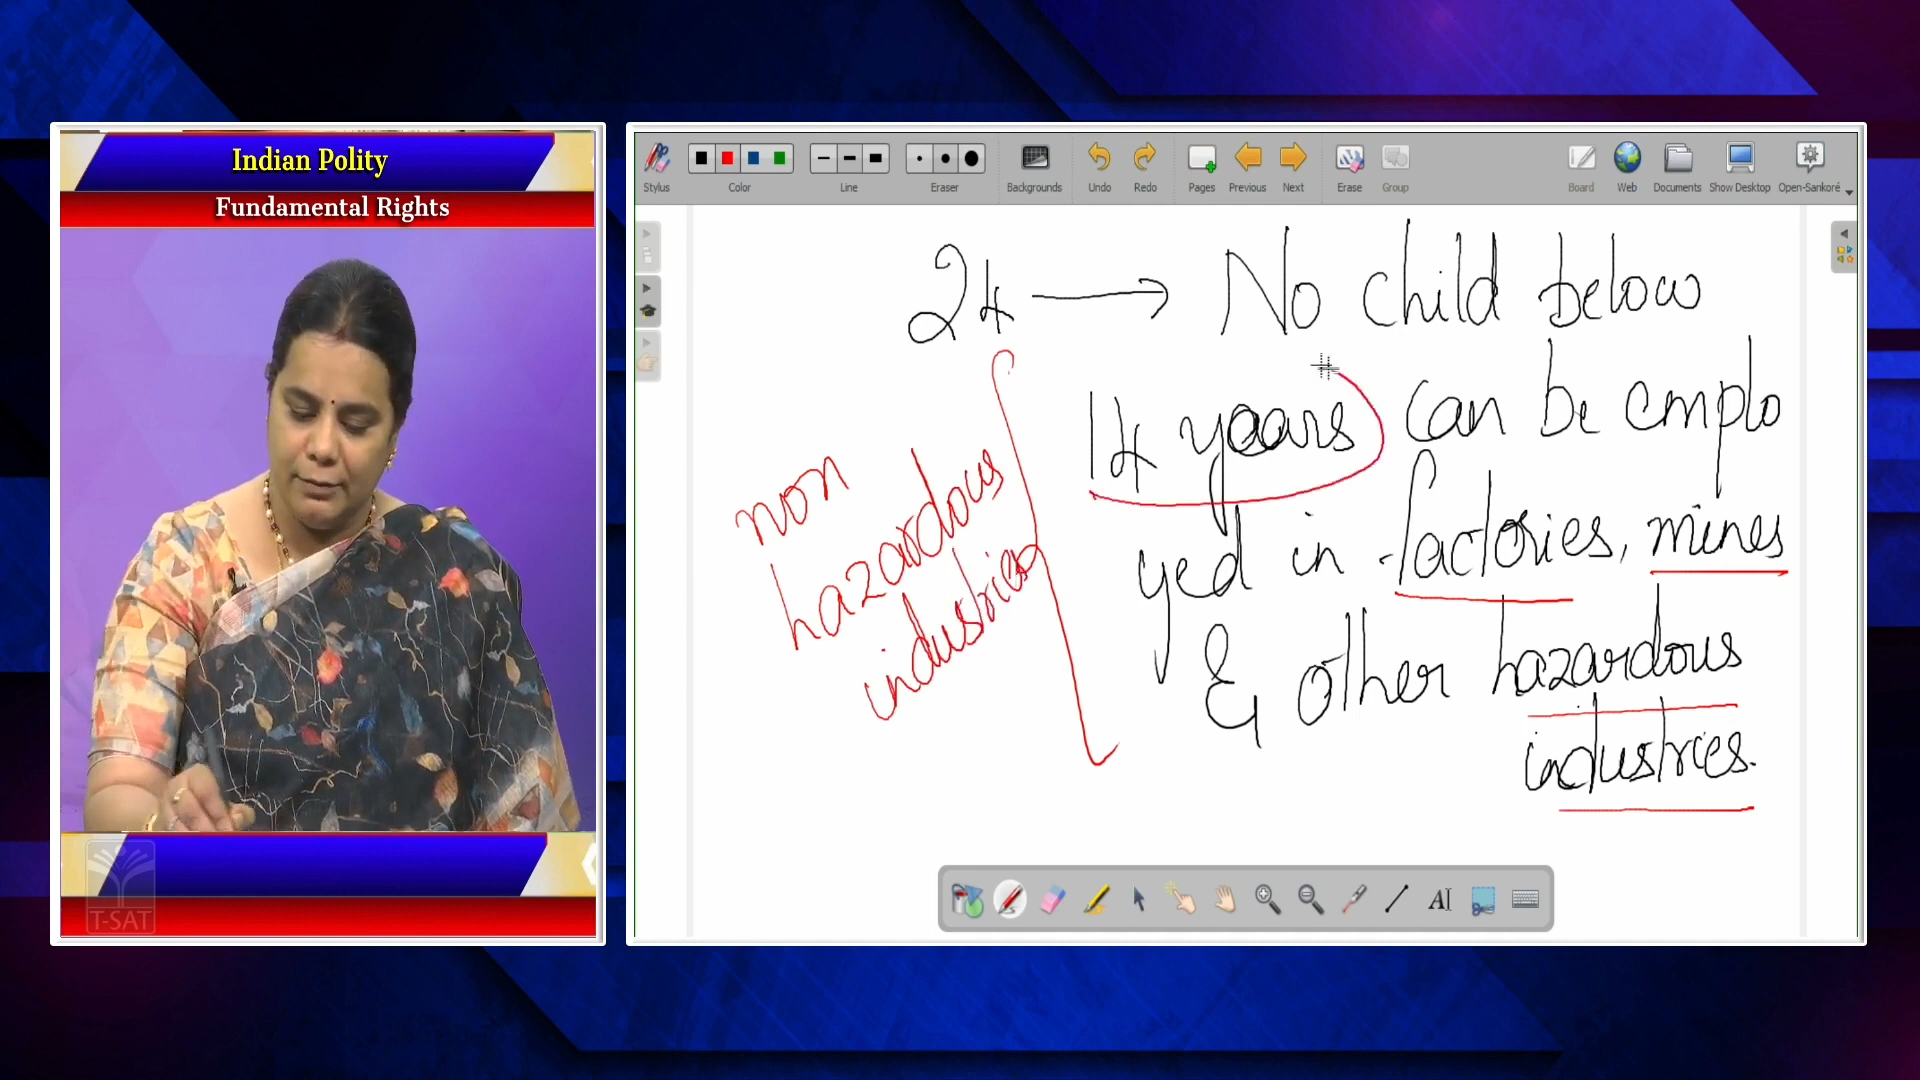 Indian Polity
Fundamental Rights
T-SAT
Stylus
Color
Line
Eraser
Backgrounds
Undo
Redo
Pages
Previous
Next
Erase
Group
Board
Web
Documents
Show Desktop
Open-Sankoré
24 → No child below
14 years can be emplo
yed in factories, mines
& other hazardous
industries.
non
hazardous
industries
AI